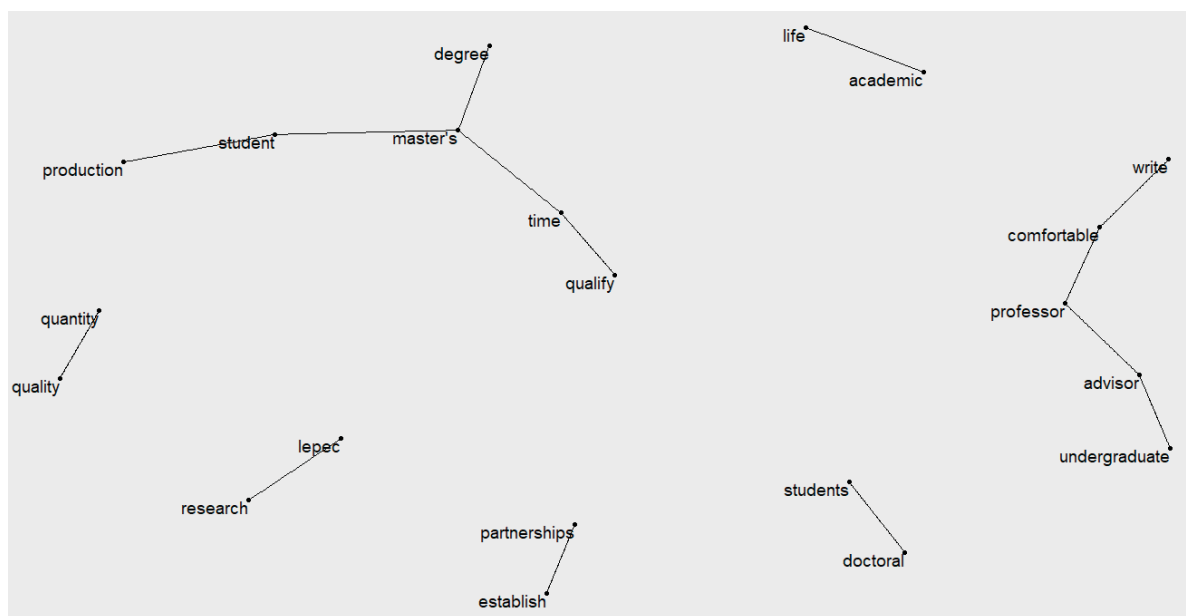 life
degree
academic
master's
student
production
write
time
comfortable
qualify
professor
quantity
advisor
quality
lepec
undergraduate
students
research
partnerships
doctoral
establish